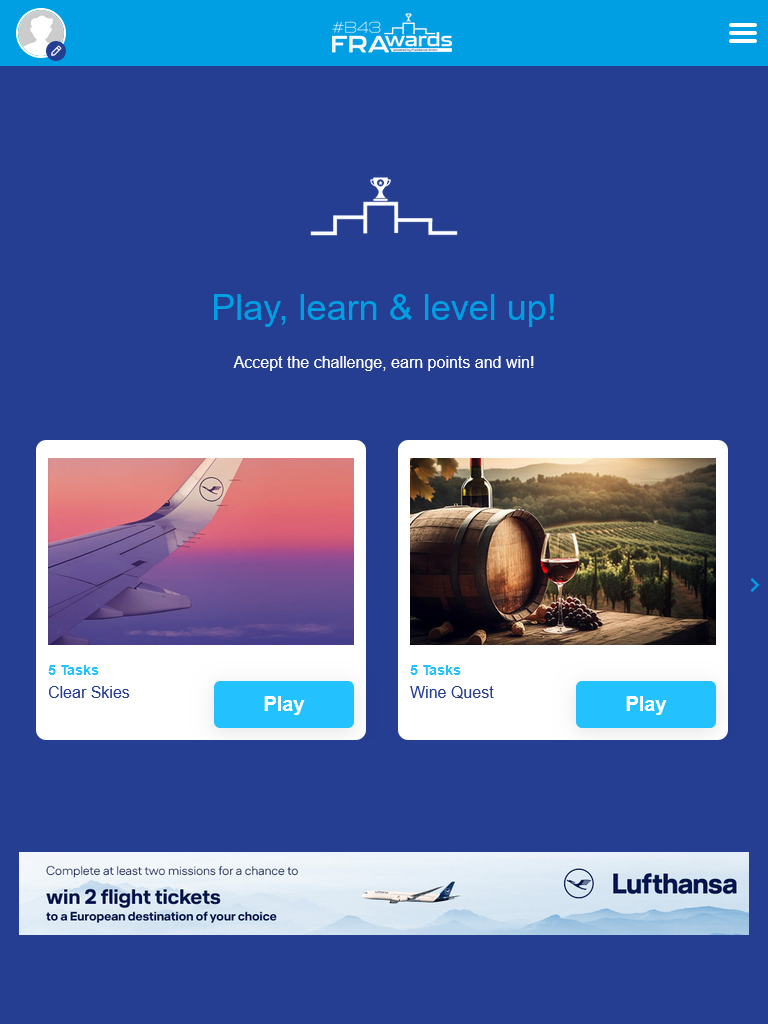 #B43
FRAwards
Play, learn & level up!
Accept the challenge, earn points and win!
5 Tasks
Clear Skies
Play
5 Tasks
Wine Quest
Play
Complete at least two missions for a chance to
win 2 flight tickets
to a European destination of your choice
Lufthansa